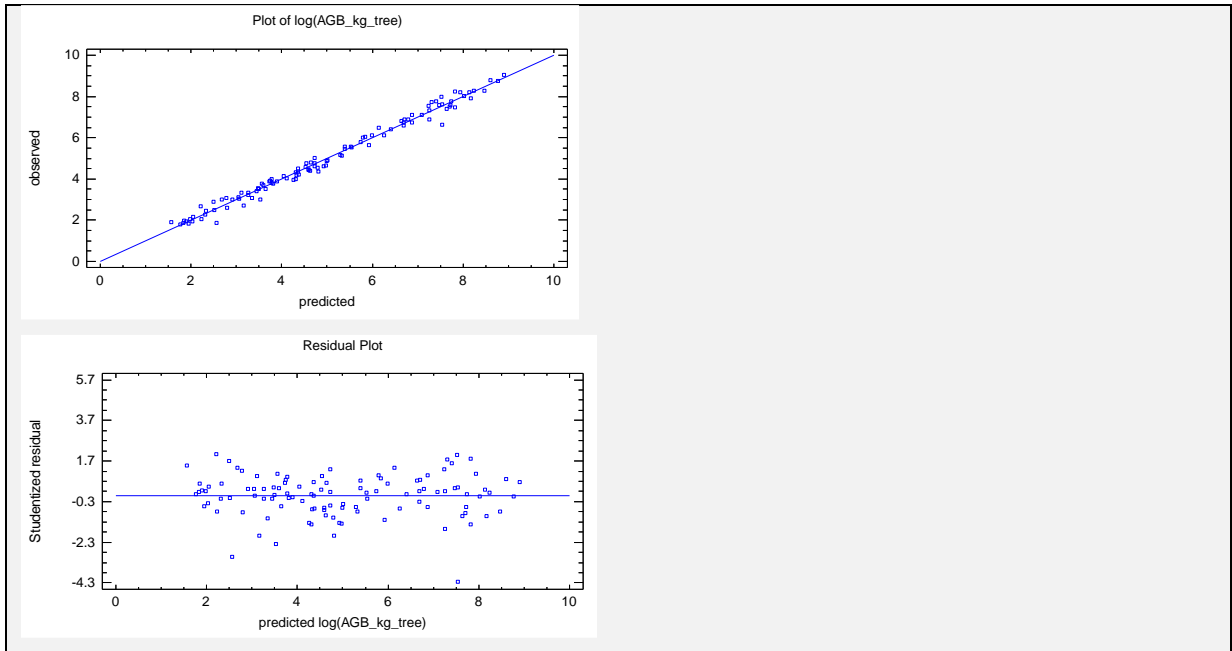 Plot of log(AGB_kg_tree)
10
8
6
4
2
0
observed
0 2 4 6 8 10
predicted
Residual Plot
5.7
3.7
1.7
-0.3
-2.3
-4.3
Studentized residual
0 2 4 6 8 10
predicted log(AGB_kg_tree)